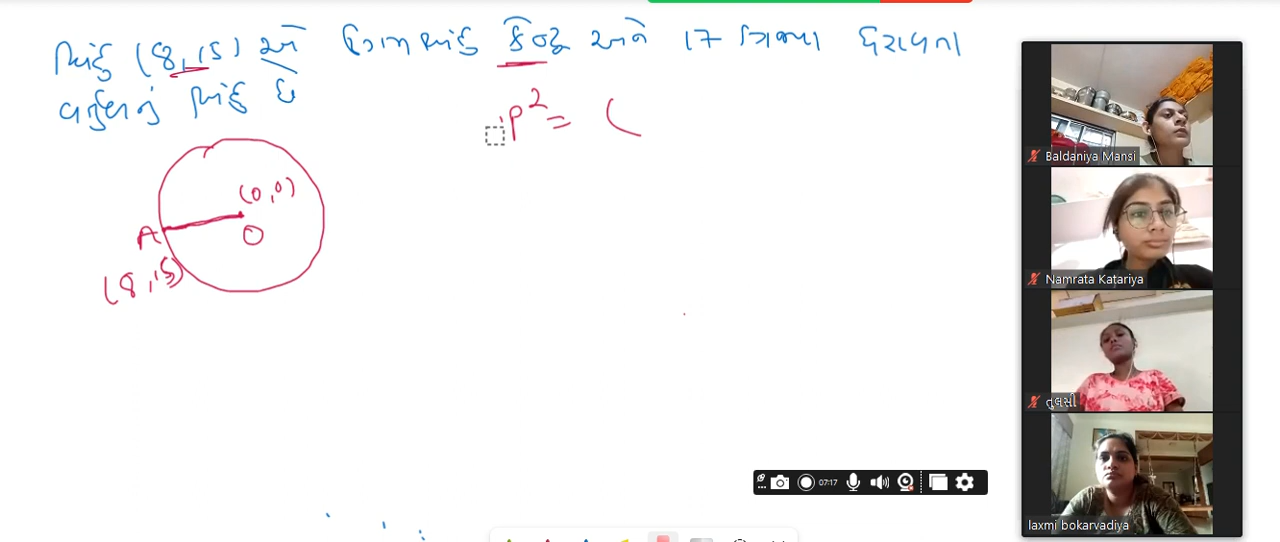 બિંદુ (8,15) એ ઉગમબિંદુ કેન્દ્ર અને 17 ત્રિજ્યા ધરાવતા
વર્તુળનું બિંદુ છે
P² = (
(0,0)
O
A
(8,15)
Baldaniya Mansi
Namrata Katariya
તુલસી
laxmi bokarvadiya
07:17